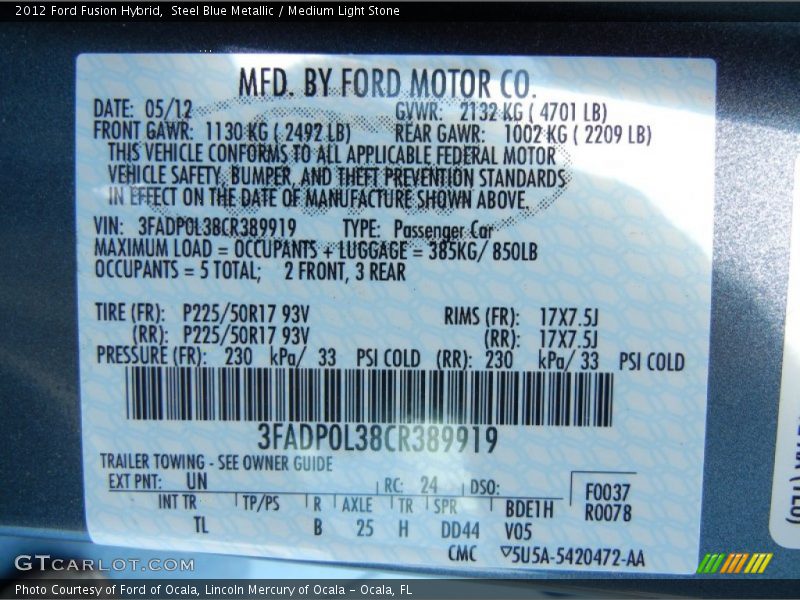 2012 Ford Fusion Hybrid, Steel Blue Metallic / Medium Light Stone
MFD. BY FORD MOTOR CO.
DATE: 05/12 GVWR: 2132 KG ( 4701 LB)
FRONT GAWR: 1130 KG ( 2492 LB) REAR GAWR: 1002 KG ( 2209 LB)
THIS VEHICLE CONFORMS TO ALL APPLICABLE FEDERAL MOTOR
VEHICLE SAFETY, BUMPER, AND THEFT PREVENTION STANDARDS
IN EFFECT ON THE DATE OF MANUFACTURE SHOWN ABOVE.
VIN: 3FADP0L38CR389919 TYPE: Passenger Car
MAXIMUM LOAD = OCCUPANTS + LUGGAGE = 385KG/ 850LB
OCCUPANTS = 5 TOTAL; 2 FRONT, 3 REAR
TIRE (FR): P225/50R17 93V RIMS (FR): 17X7.5J
(RR): P225/50R17 93V (RR): 17X7.5J
PRESSURE (FR): 230 kPa/ 33 PSI COLD (RR): 230 kPa/ 33 PSI COLD
3FADP0L38CR389919
TRAILER TOWING - SEE OWNER GUIDE
EXT PNT: UN RC: 24 DSO: F0037
INT TR TP/PS R AXLE TR SPR BDE1H R0078
TL B 25 H DD44 V05
CMC 5U5A-5420472-AA
GTCARLOT.COM
Photo Courtesy of Ford of Ocala, Lincoln Mercury of Ocala – Ocala, FL